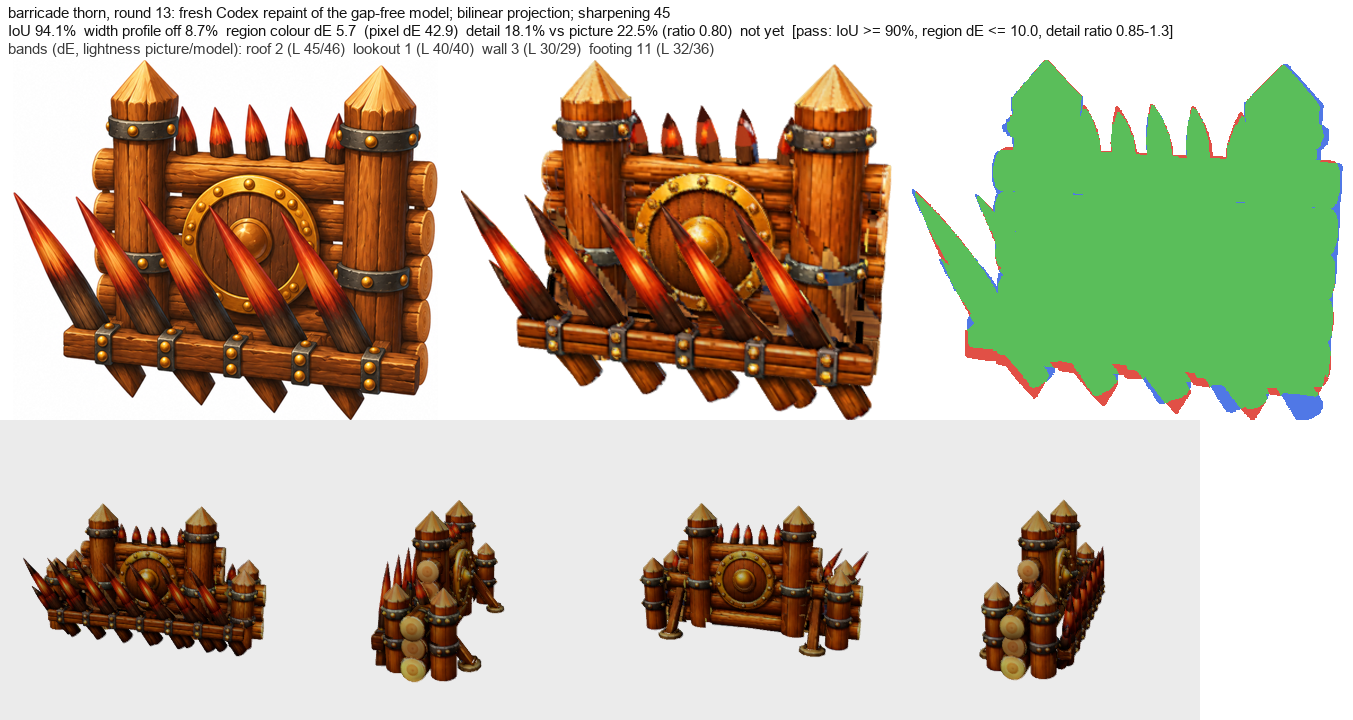 barricade thorn, round 13: fresh Codex repaint of the gap-free model; bilinear projection; sharpening 45
IoU 94.1%  width profile off 8.7%  region colour dE 5.7  (pixel dE 42.9)  detail 18.1% vs picture 22.5% (ratio 0.80)  not yet  [pass: IoU >= 90%, region dE <= 10.0, detail ratio 0.85-1.3]
bands (dE, lightness picture/model): roof 2 (L 45/46)  lookout 1 (L 40/40)  wall 3 (L 30/29)  footing 11 (L 32/36)